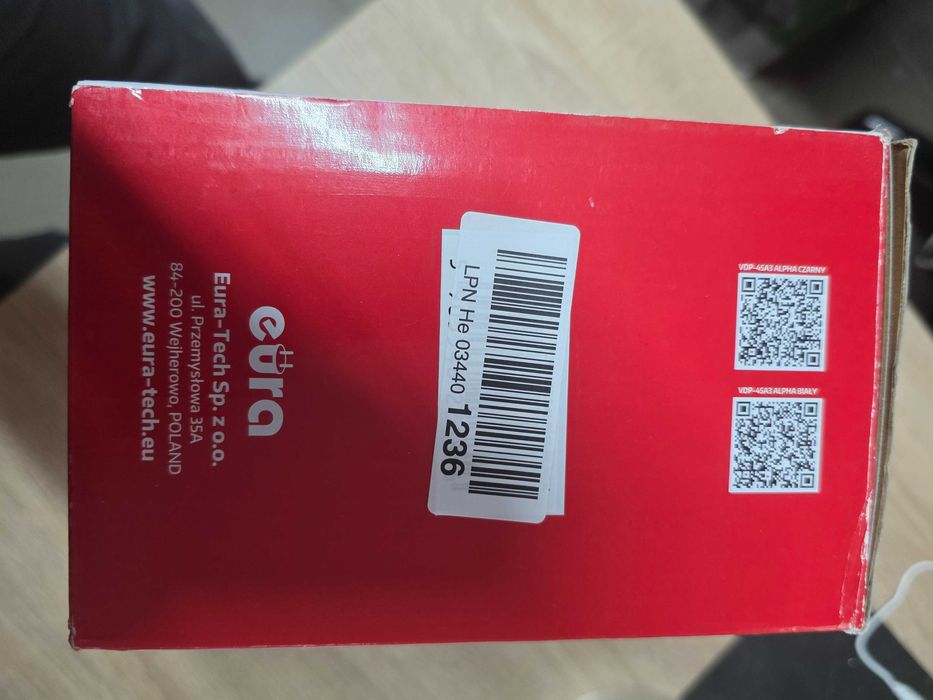 VDP-45A3 ALPHA CZARNY
VDP-45A3 ALPHA BIAŁY
LPN He 03440 1236
eura
Eura-Tech Sp. z o.o.
ul. Przemysłowa 35A
84-200 Wejherowo, POLAND
www.eura-tech.eu